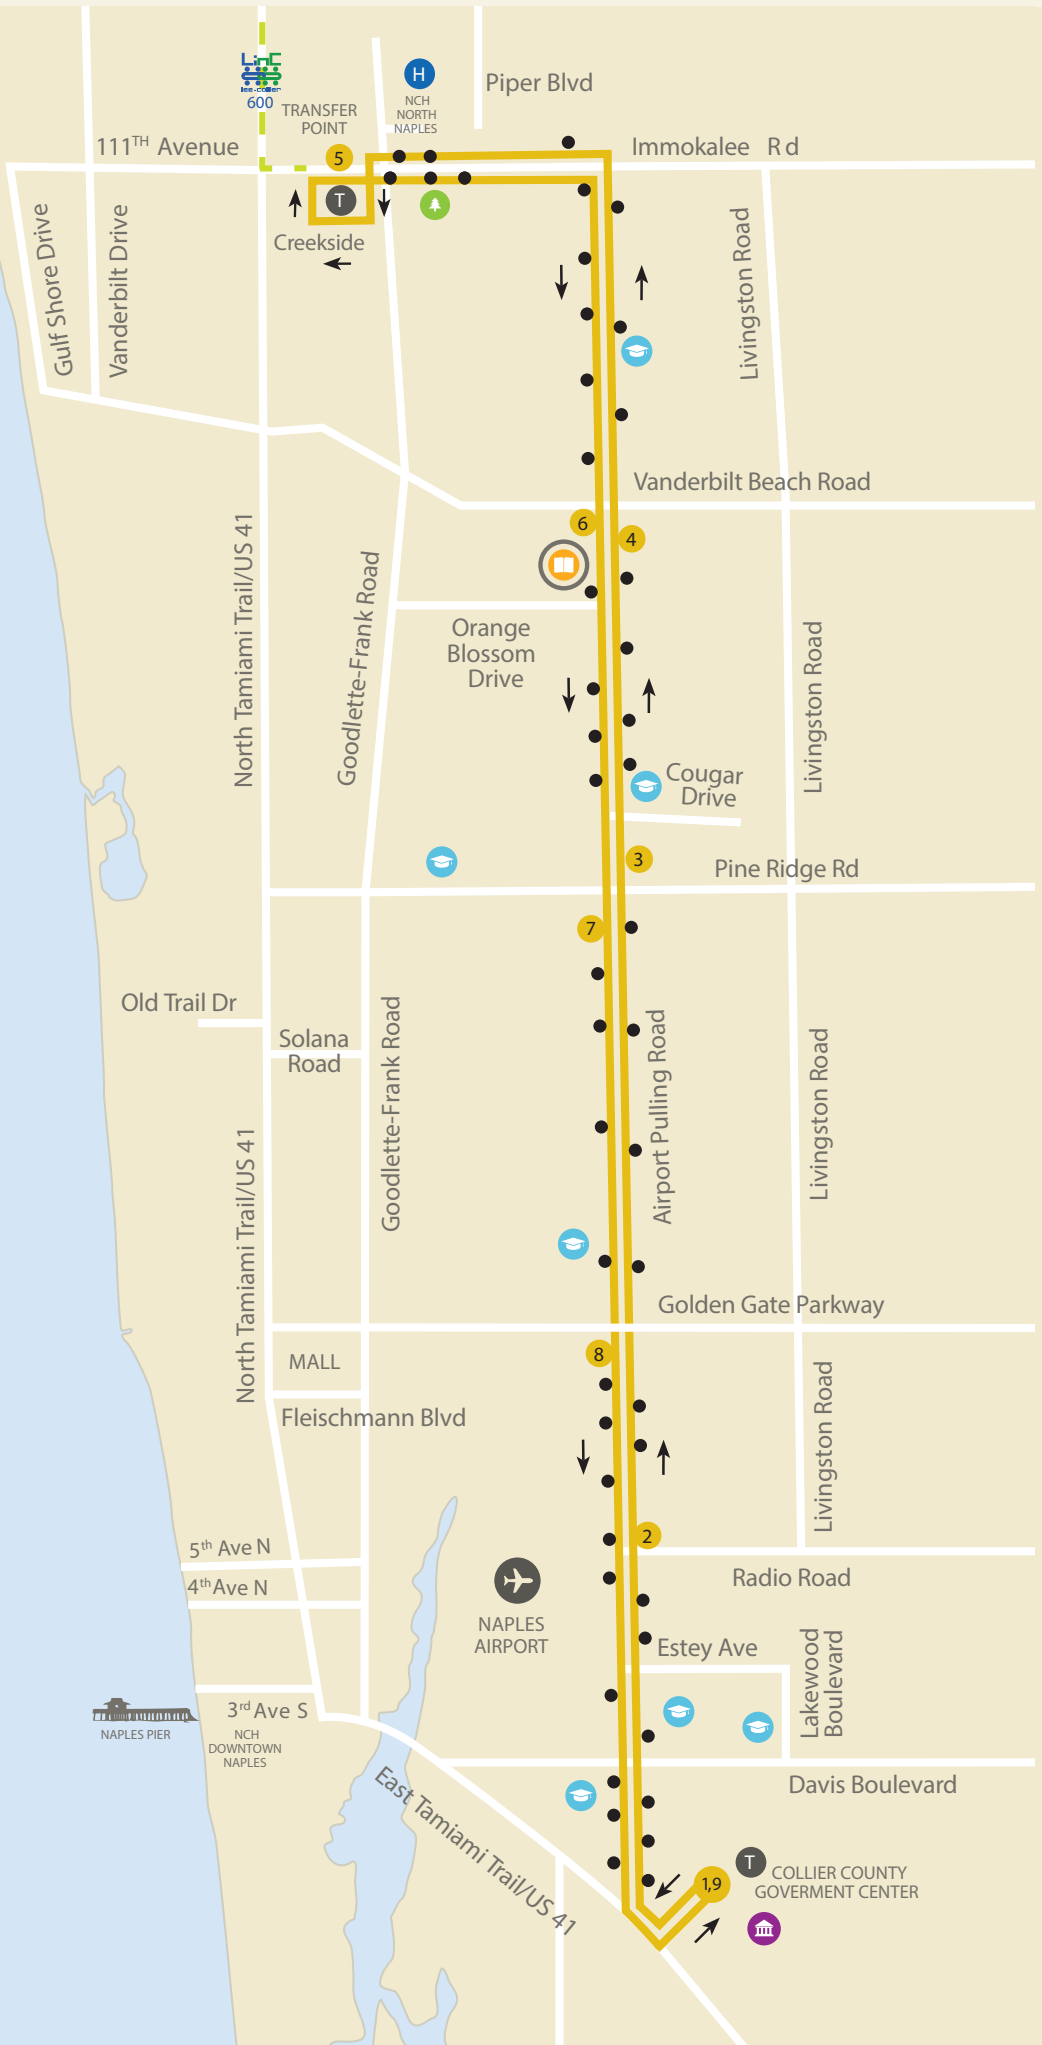 LinC
lee-collier
600
TRANSFER
POINT
5
H
NCH
NORTH
NAPLES
Piper Blvd
111TH Avenue
Immokalee Rd
T
Creekside
Gulf Shore Drive
Vanderbilt Drive
Livingston Road
Vanderbilt Beach Road
6
4
North Tamiami Trail/US 41
Goodlette-Frank Road
Orange
Blossom
Drive
Livingston Road
Cougar
Drive
3
Pine Ridge Rd
7
Old Trail Dr
Solana
Road
Goodlette-Frank Road
Airport Pulling Road
Livingston Road
North Tamiami Trail/US 41
Golden Gate Parkway
8
MALL
Fleischmann Blvd
Livingston Road
2
5th Ave N
4th Ave N
Radio Road
NAPLES
AIRPORT
Estey Ave
Lakewood
Boulevard
3rd Ave S
NAPLES PIER
NCH
DOWNTOWN
NAPLES
Davis Boulevard
East Tamiami Trail/US 41
1,9
T
COLLIER COUNTY
GOVERMENT CENTER